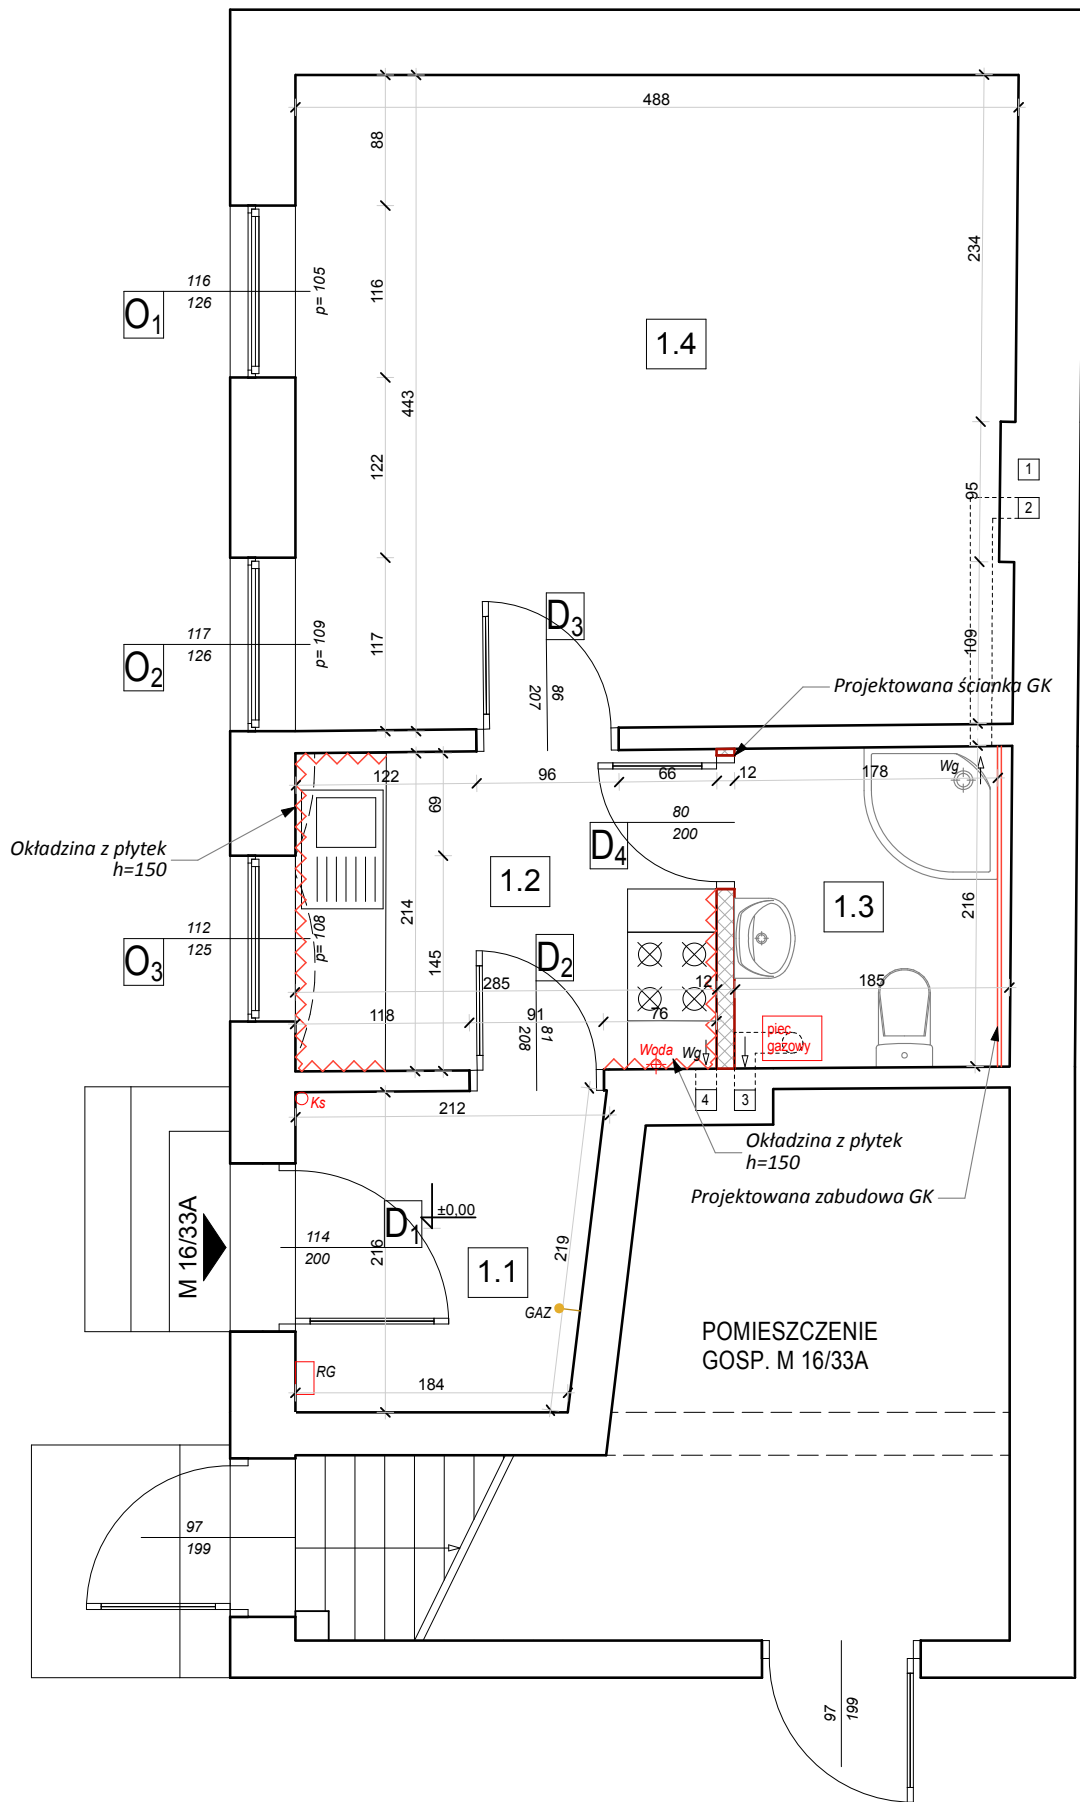 488
88
116
105
p= 105
116
126
O1
1.4
234
443
122
1
95
2
D3
117
126
O2
p= 109
117
86
207
109
Projektowana ścianka GK
122
96
66
12
178
Wg
69
80
200
D4
Okładzina z płytek
h=150
1.2
1.3
214
216
112
125
O3
p= 108
145
D2
285
12
185
118
91
76
81
208
piec
gazowy
Woda
Wg
4
3
Ks
212
Okładzina z płytek
h=150
Projektowana zabudowa GK
M 16/33A
D1
±0,00
114
200
216
219
1.1
GAZ
POMIESZCZENIE
GOSP. M 16/33A
RG
184
97
199
97
199